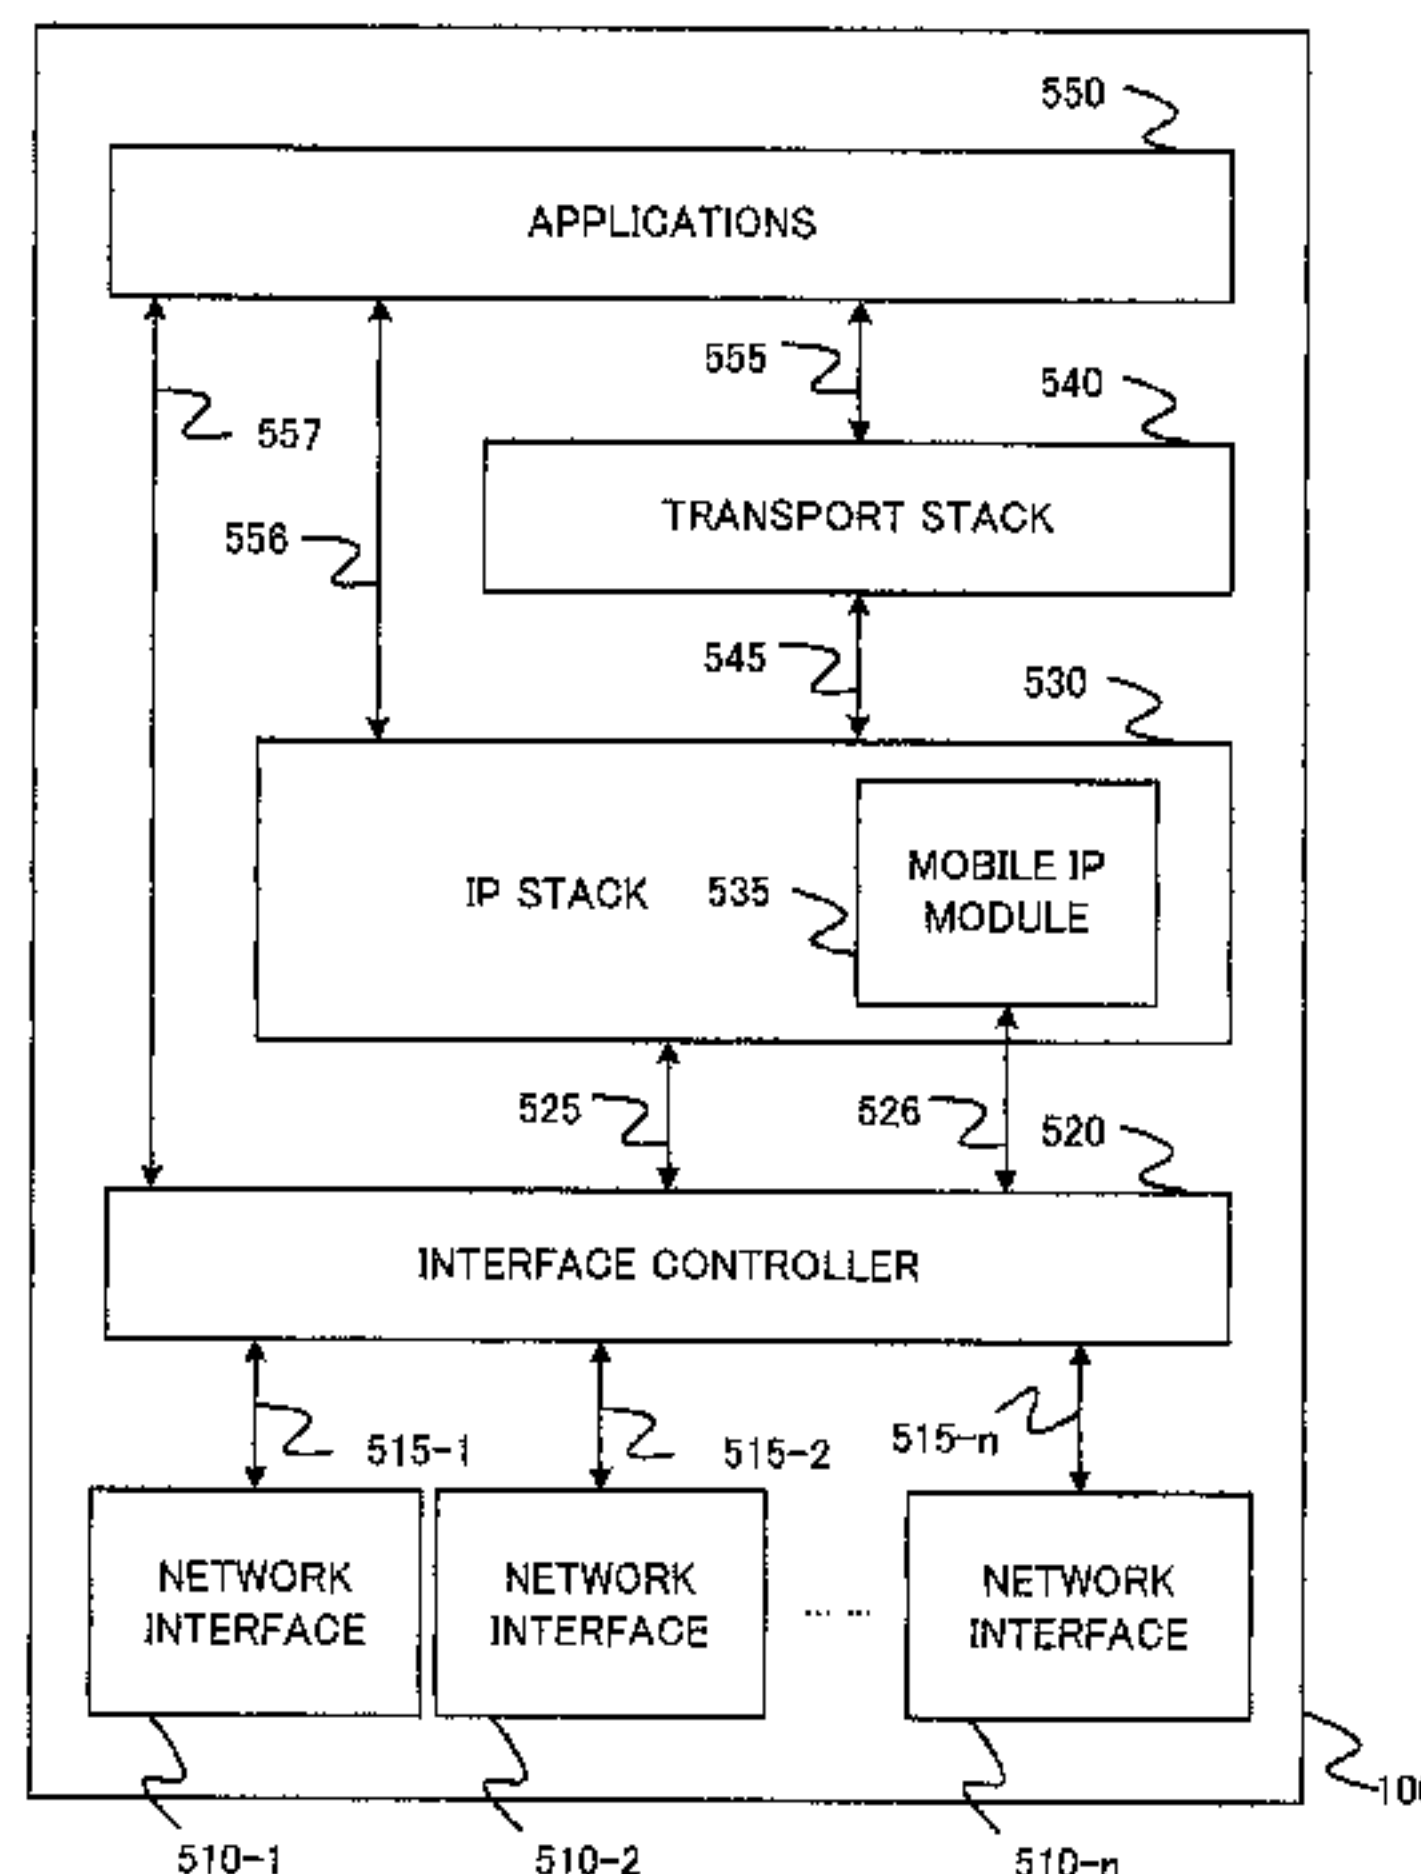 550
APPLICATIONS
555
540
557
TRANSPORT STACK
556
545
530
MOBILE IP
MODULE
IP STACK
535
525
526
520
INTERFACE CONTROLLER
515-1
515-2
515-n
NETWORK
INTERFACE
NETWORK
INTERFACE
...... 
NETWORK
INTERFACE
510-1
510-2
510-n